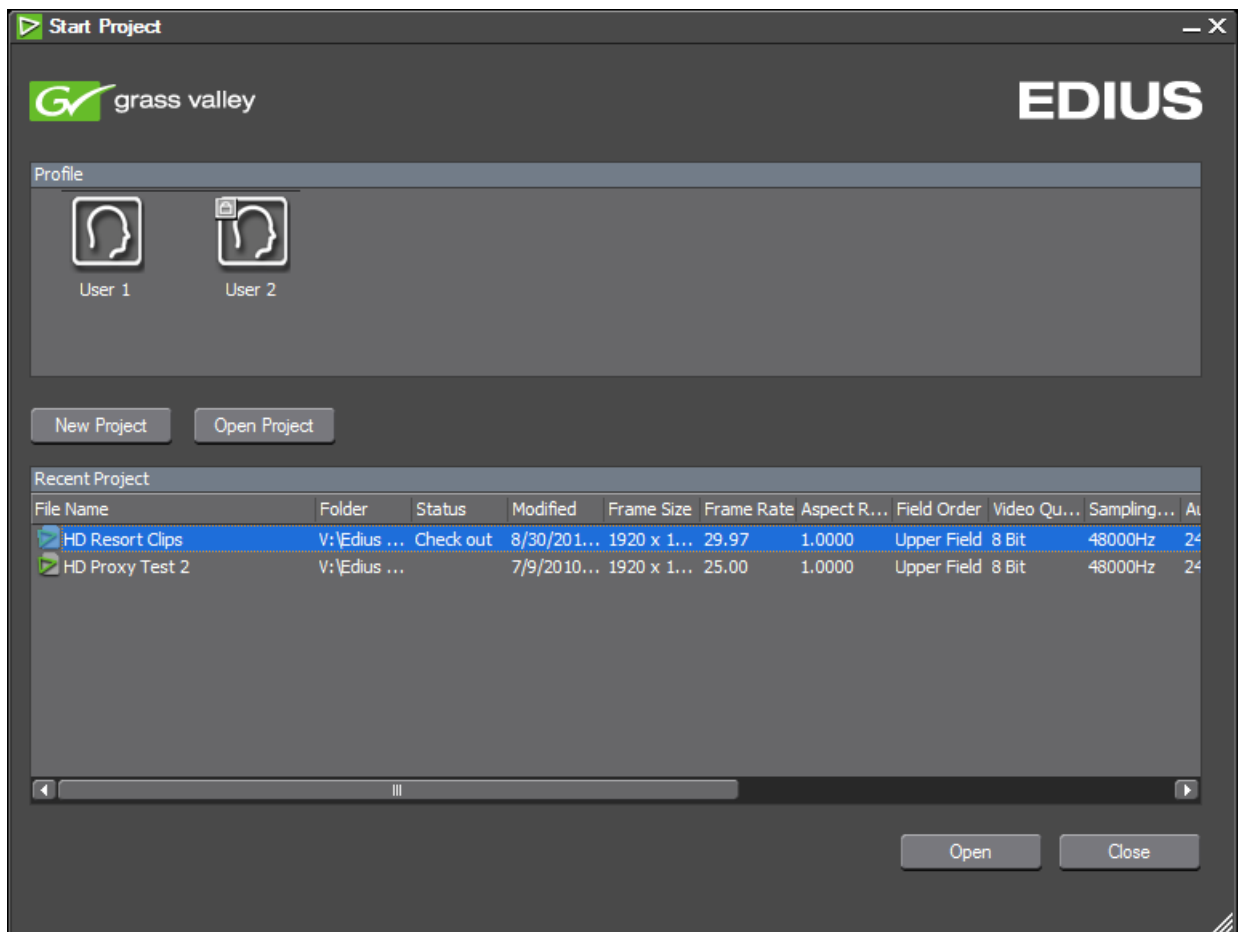 Start Project
grass valley
EDIUS
Profile
User 1 User 2
New Project Open Project
Recent Project
File Name Folder Status Modified Frame Size Frame Rate Aspect R... Field Order Video Qu... Sampling... Au
HD Resort Clips V:\Edius ... Check out 8/30/201... 1920 x 1... 29.97 1.0000 Upper Field 8 Bit 48000Hz 24
HD Proxy Test 2 V:\Edius ... 7/9/2010... 1920 x 1... 25.00 1.0000 Upper Field 8 Bit 48000Hz 24
Open Close